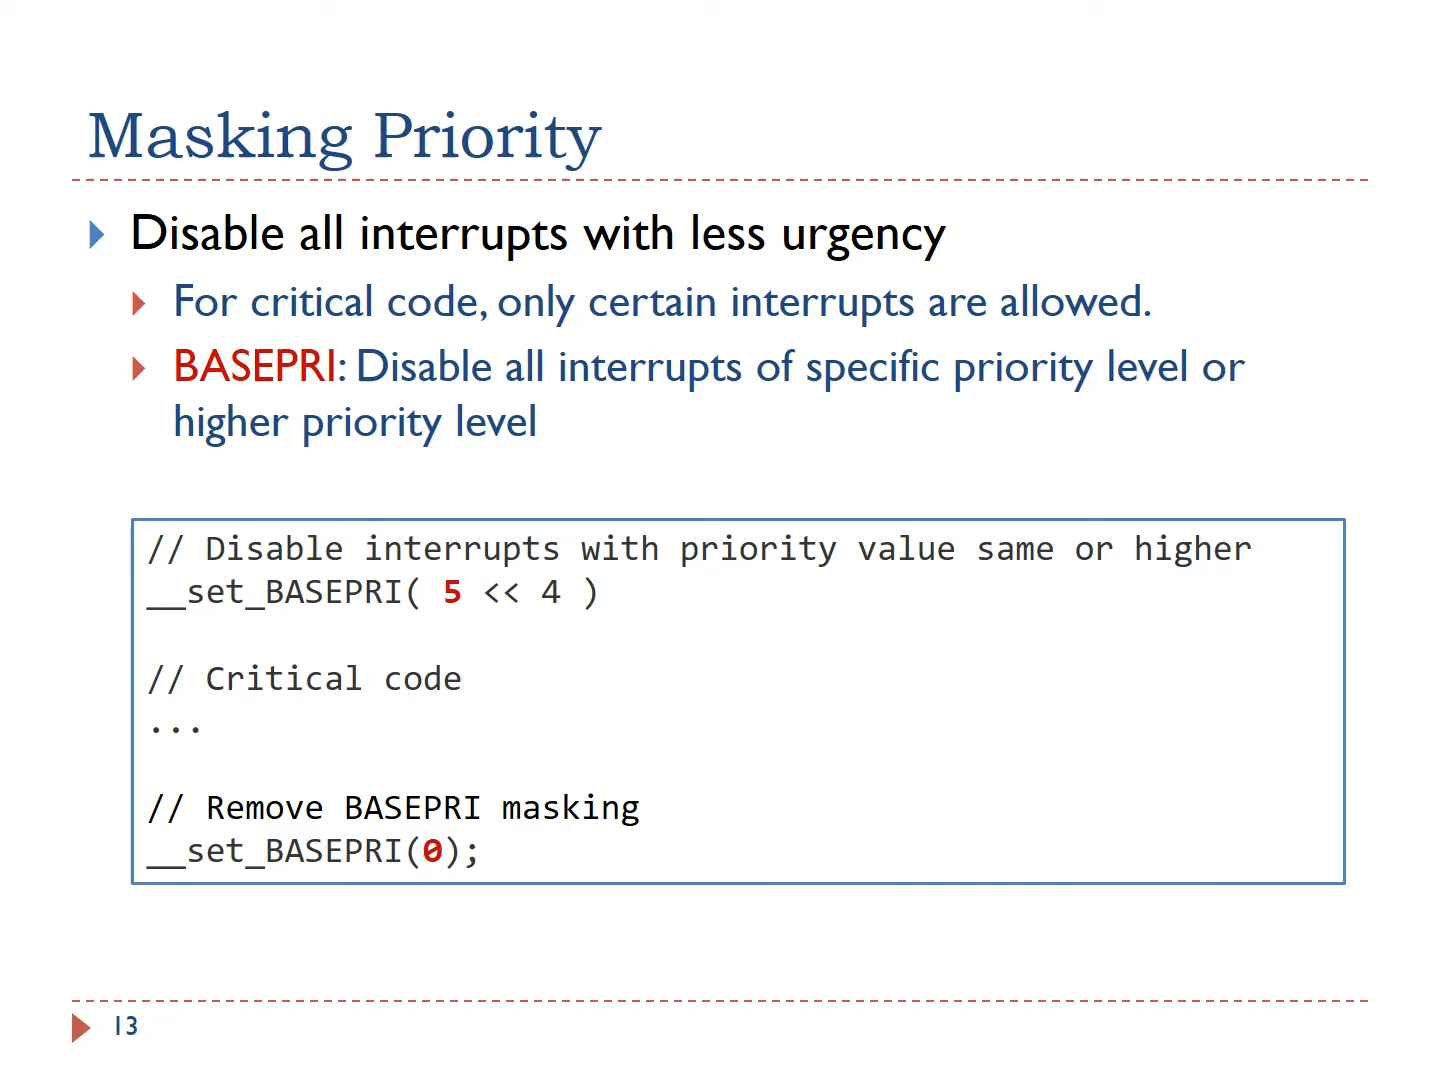 Masking Priority
Disable all interrupts with less urgency
For critical code, only certain interrupts are allowed.
BASEPRI: Disable all interrupts of specific priority level or
higher priority level
// Disable interrupts with priority value same or higher
__set_BASEPRI( 5 << 4 )
// Critical code
...
// Remove BASEPRI masking
__set_BASEPRI(0);
13